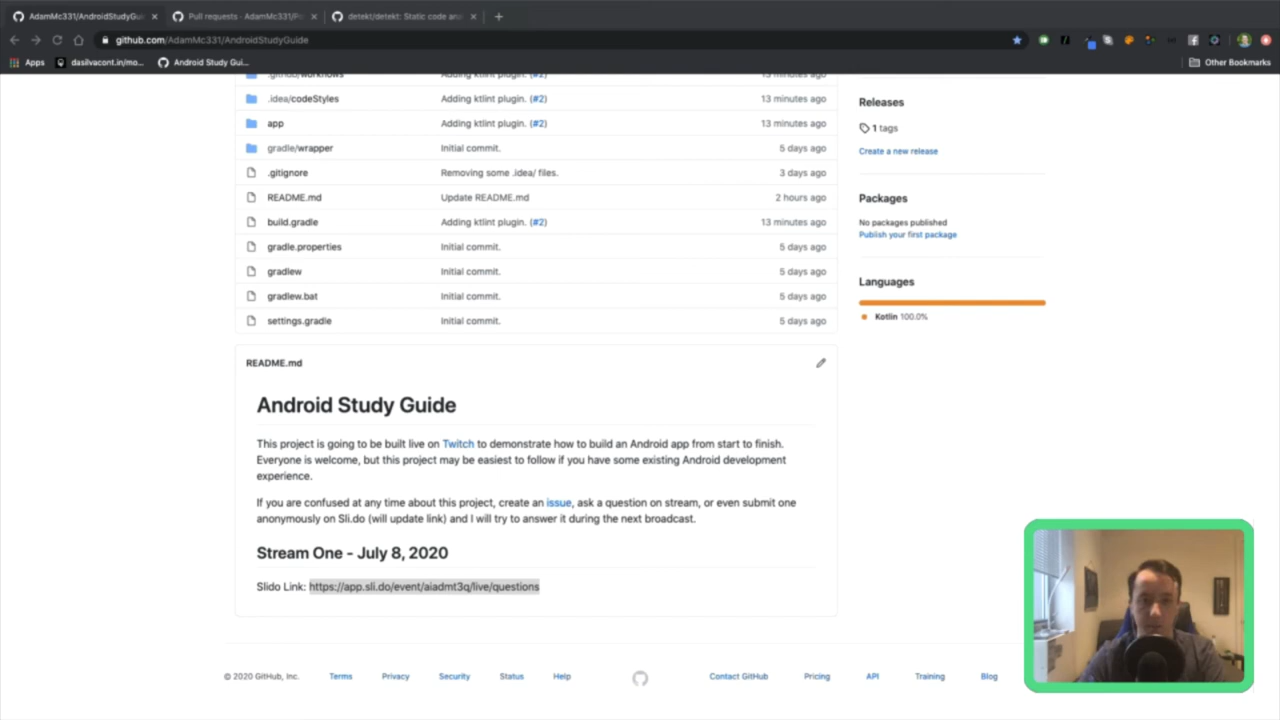 AdamMc331/AndroidStudyGui
Pull requests · AdamMc331/Po
detekt/detekt: Static code an
github.com/AdamMc331/AndroidStudyGuide
Apps
dasilvacont.in/mo...
Android Study Gui...
Other Bookmarks
.github/workflows Adding ktlint plugin. (#2) 13 minutes ago
.idea/codeStyles Adding ktlint plugin. (#2) 13 minutes ago
app Adding ktlint plugin. (#2) 13 minutes ago
gradle/wrapper Initial commit. 5 days ago
.gitignore Removing some .idea/ files. 3 days ago
README.md Update README.md 2 hours ago
build.gradle Adding ktlint plugin. (#2) 13 minutes ago
gradle.properties Initial commit. 5 days ago
gradlew Initial commit. 5 days ago
gradlew.bat Initial commit. 5 days ago
settings.gradle Initial commit. 5 days ago
Releases
1 tags
Create a new release
Packages
No packages published
Publish your first package
Languages
Kotlin 100.0%
README.md
Android Study Guide
This project is going to be built live on Twitch to demonstrate how to build an Android app from start to finish.
Everyone is welcome, but this project may be easiest to follow if you have some existing Android development
experience.
If you are confused at any time about this project, create an issue, ask a question on stream, or even submit one
anonymously on Sli.do (will update link) and I will try to answer it during the next broadcast.
Stream One - July 8, 2020
Slido Link: https://app.sli.do/event/aiadmt3q/live/questions
© 2020 GitHub, Inc. Terms Privacy Security Status Help Contact GitHub Pricing API Training Blog